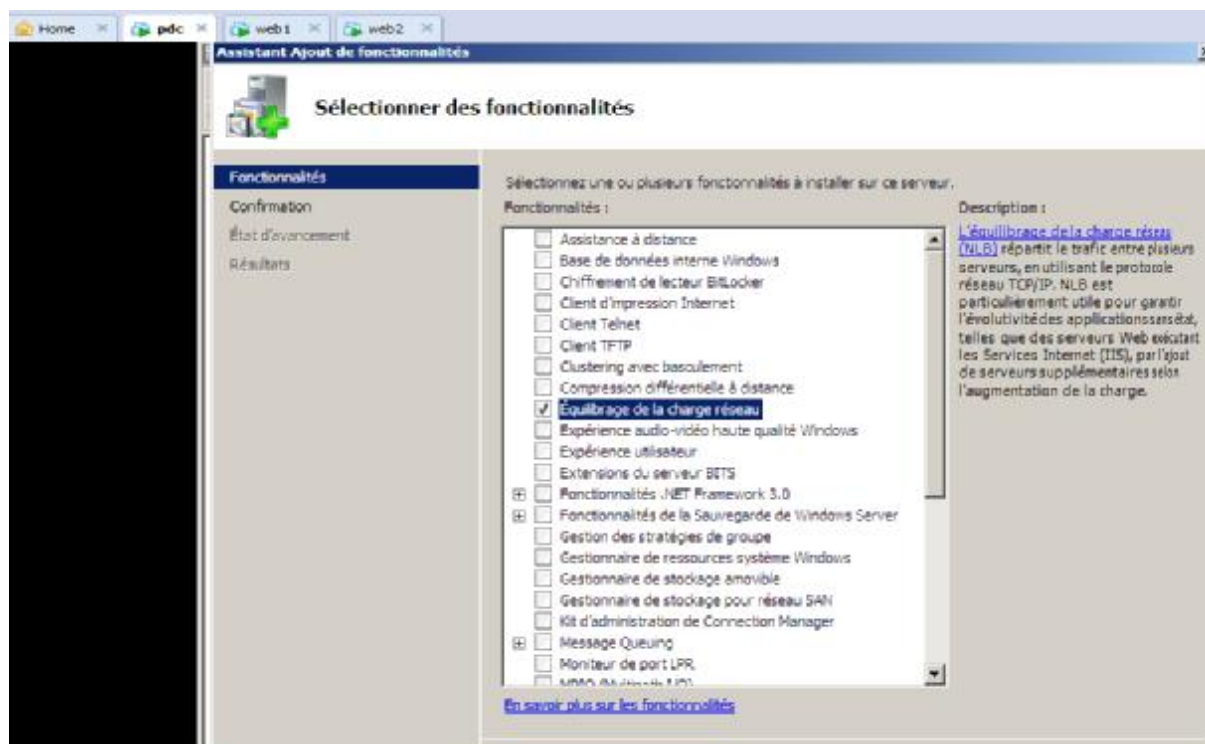 Home
pdc
web1
web2
Assistant Ajout de fonctionnalités
Sélectionner des fonctionnalités
Fonctionnalités
Confirmation
État d'avancement
Résultats
Sélectionnez une ou plusieurs fonctionnalités à installer sur ce serveur.
Fonctionnalités :
Assistance à distance
Base de données interne Windows
Chiffrement de lecteur BitLocker
Client d'impression Internet
Client Telnet
Client TFTP
Clustering avec basculement
Compression différentielle à distance
Équilibrage de la charge réseau
Expérience audio-vidéo haute qualité Windows
Expérience utilisateur
Extensions du serveur BITS
Fonctionnalités .NET Framework 3.0
Fonctionnalités de la Sauvegarde de Windows Server
Gestion des stratégies de groupe
Gestionnaire de ressources système Windows
Gestionnaire de stockage amovible
Gestionnaire de stockage pour réseau SAN
Kit d'administration de Connection Manager
Message Queuing
Moniteur de port LPR
En savoir plus sur les fonctionnalités
Description :
L'équilibrage de la charge réseau
(NLB) répartit le trafic entre plusieurs
serveurs, en utilisant le protocole
réseau TCP/IP. NLB est
particulièrement utile pour garantir
l'évolutivité des applications sans état,
telles que des serveurs Web exécutant
les Services Internet (IIS), par l'ajout
de serveurs supplémentaires selon
l'augmentation de la charge.